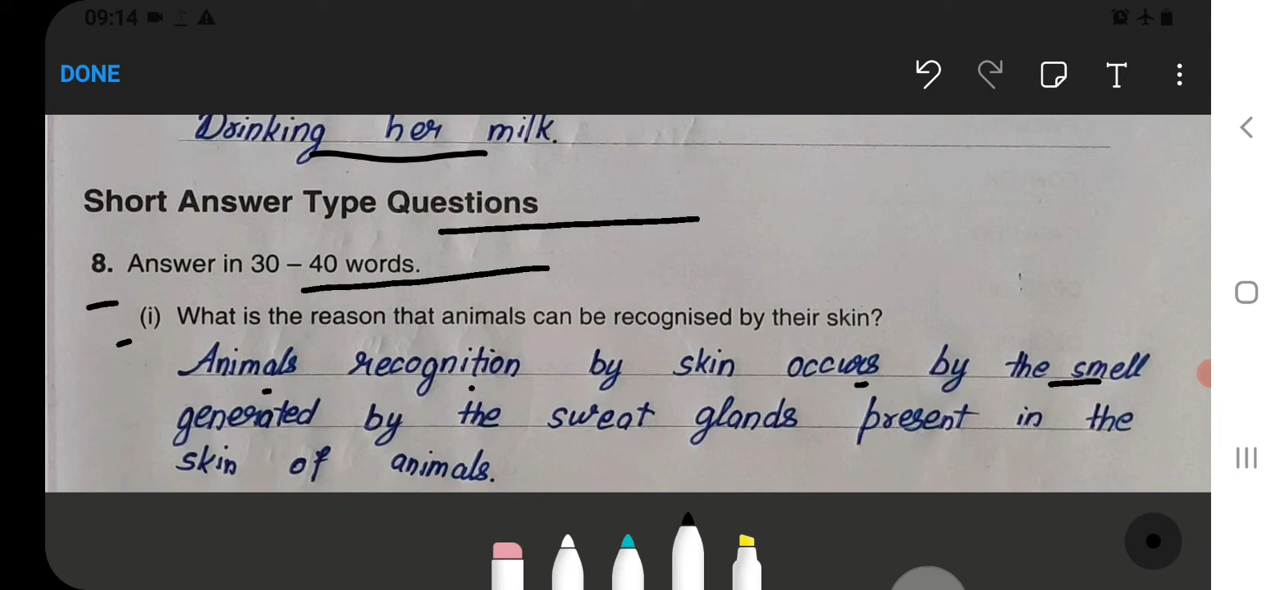 09:14
DONE
T
Drinking her milk.
Short Answer Type Questions
8. Answer in 30 – 40 words.
(i) What is the reason that animals can be recognised by their skin?
Animals recognition by skin occurs by the smell
generated by the sweat glands present in the
skin of animals.